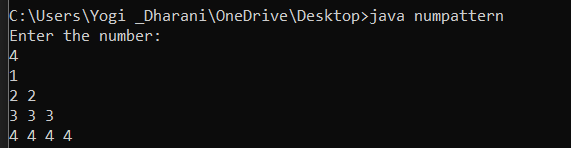 C:\Users\Yogi _Dharani\OneDrive\Desktop>java numpattern
Enter the number:
4
1
2 2
3 3 3
4 4 4 4